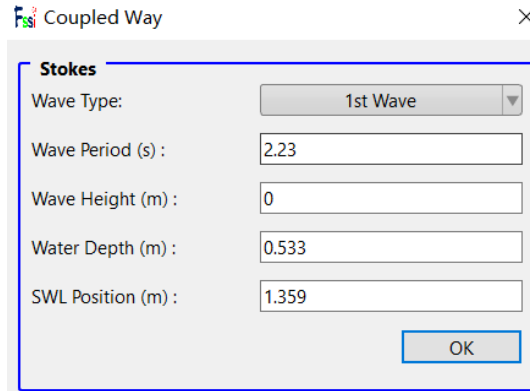 Fssi Coupled Way
Stokes
Wave Type: 1st Wave
Wave Period (s) : 2.23
Wave Height (m) : 0
Water Depth (m) : 0.533
SWL Position (m) : 1.359
OK